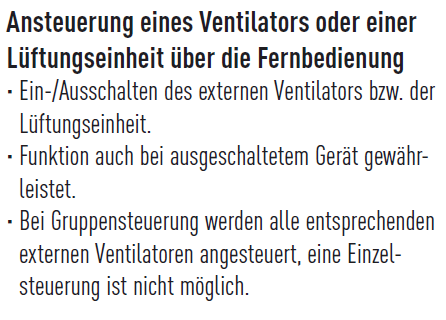 Ansteuerung eines Ventilators oder einer
Lüftungseinheit über die Fernbedienung
· Ein-/Ausschalten des externen Ventilators bzw. der
Lüftungseinheit.
· Funktion auch bei ausgeschaltetem Gerät gewähr-
leistet.
· Bei Gruppensteuerung werden alle entsprechenden
externen Ventilatoren angesteuert, eine Einzel-
steuerung ist nicht möglich.